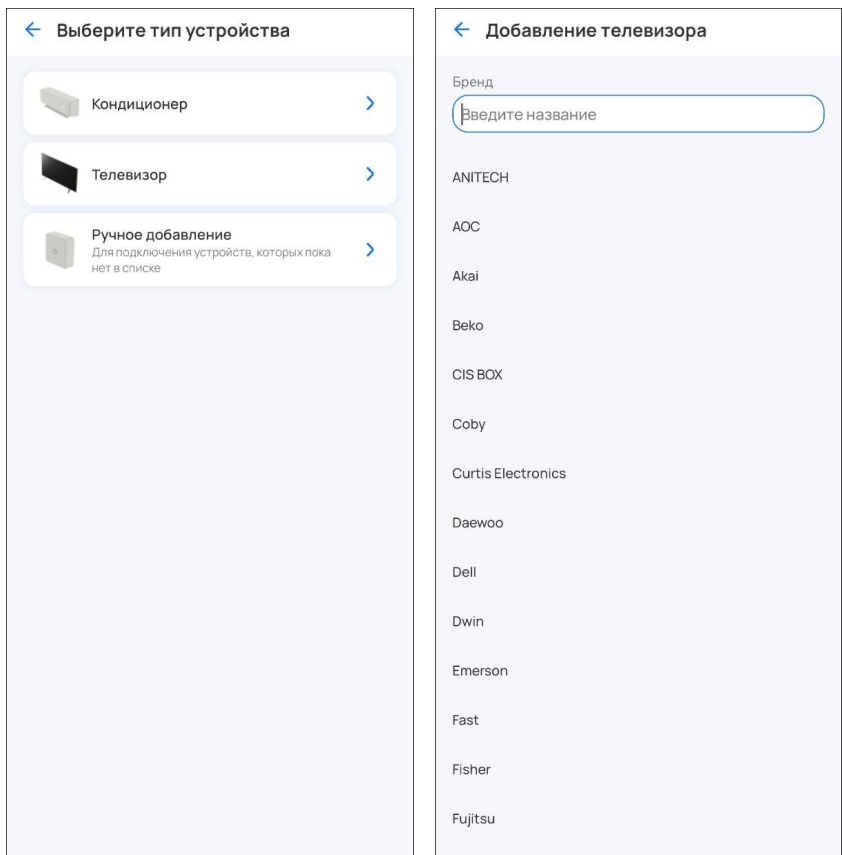 Выберите тип устройства
Кондиционер
Телевизор
Ручное добавление
Для подключения устройств, которых пока
нет в списке
Добавление телевизора
Бренд
Введите название
ANITECH
AOC
Akai
Beko
CIS BOX
Coby
Curtis Electronics
Daewoo
Dell
Dwin
Emerson
Fast
Fisher
Fujitsu